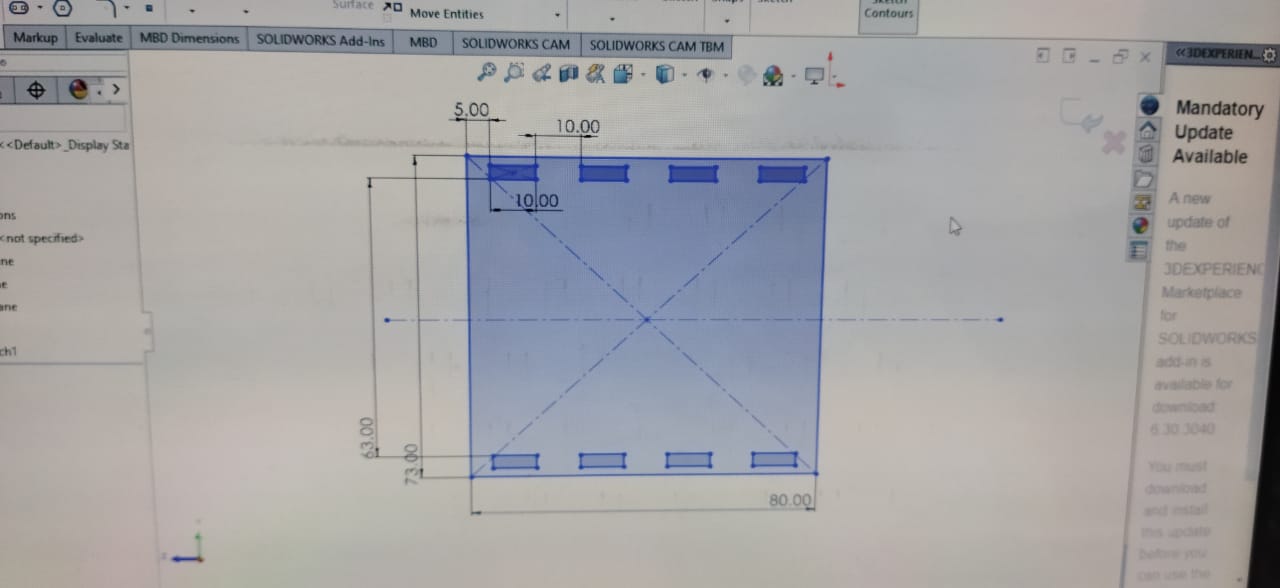 Surface
Move Entities
Contours
Markup Evaluate MBD Dimensions SOLIDWORKS Add-Ins MBD SOLIDWORKS CAM SOLIDWORKS CAM TBM
<<3DEXPERIEN...
<<Default>_Display Sta
ons
<not specified>
ne
e
ane
ch1
5.00
10.00
10.00
63.00
73.00
80.00
Mandatory
Update
Available
A new
update of
the
3DEXPERIENC
Marketplace
for
SOLIDWORKS
add-in is
available for
download
6.30.3040
You must
download
and install
this update
before you
can use the